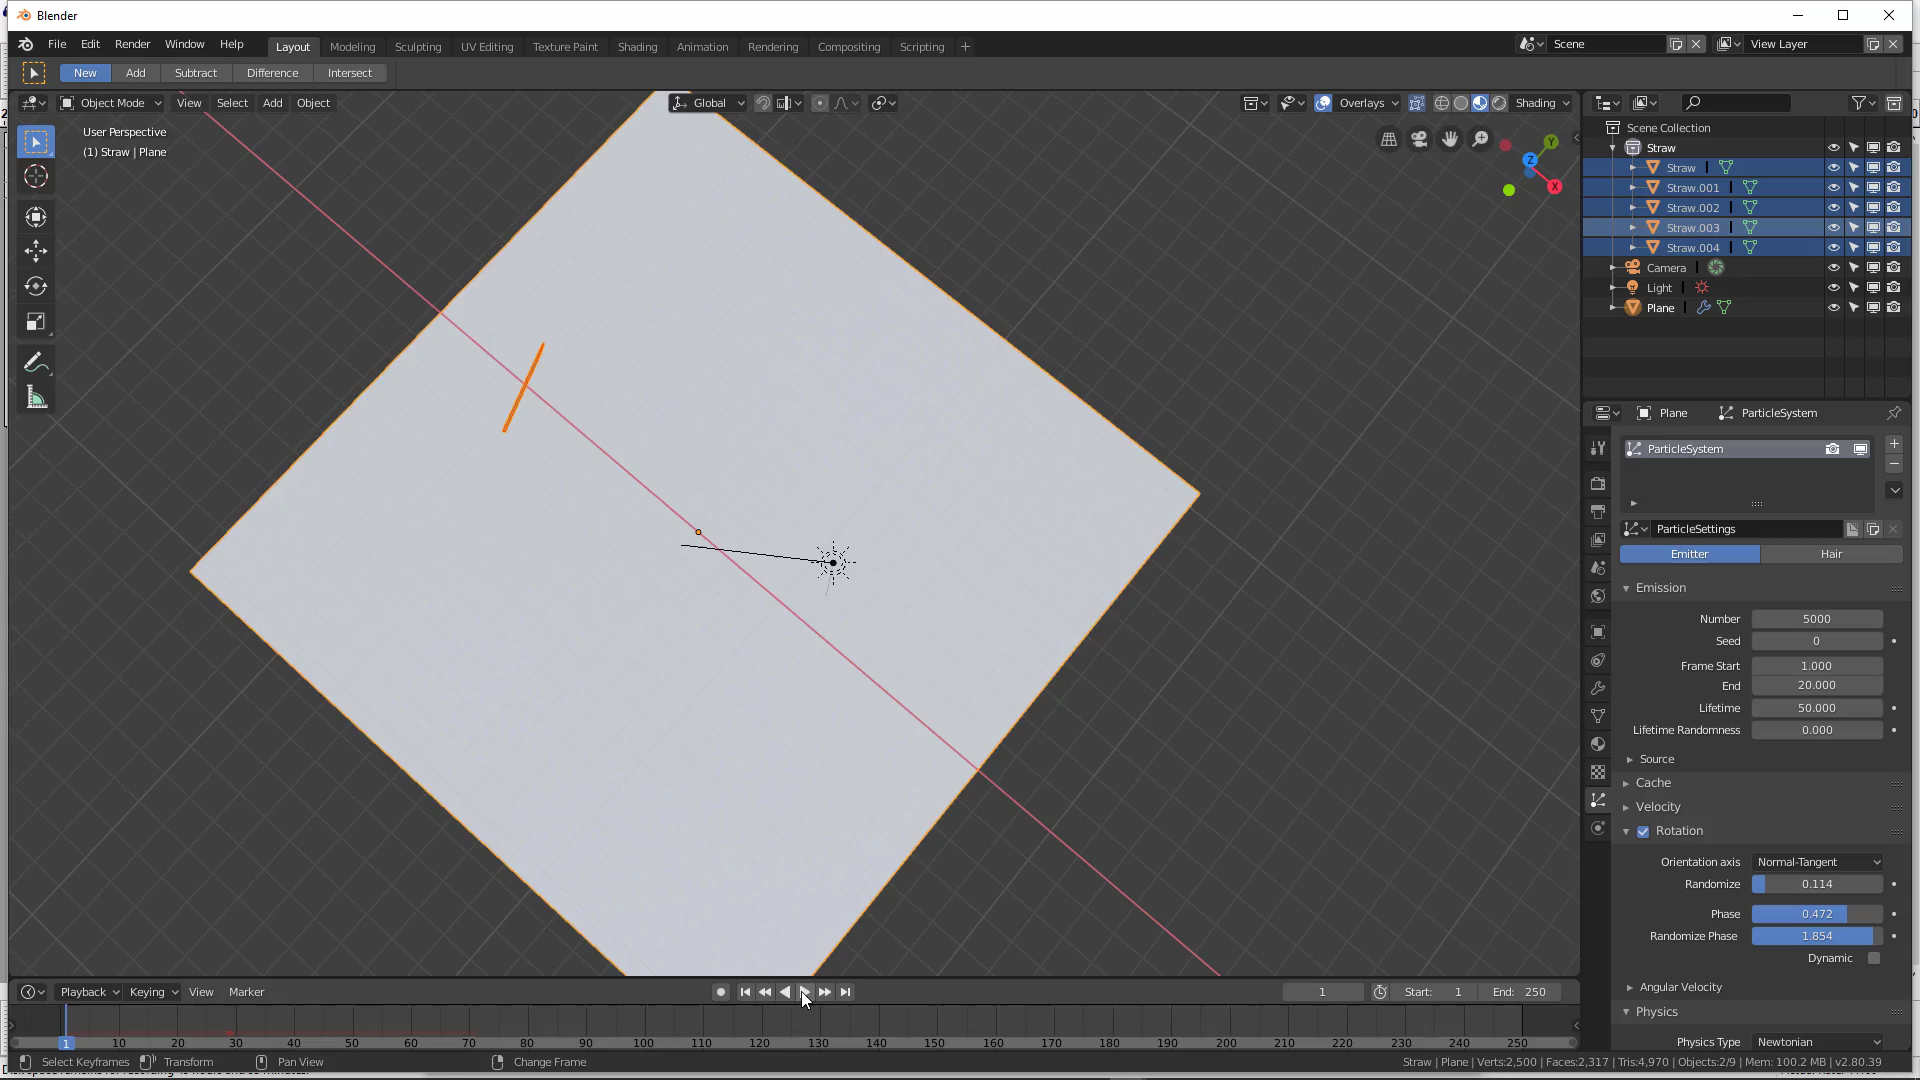 Blender
File Edit Render Window Help Layout Modeling Sculpting UV Editing Texture Paint Shading Animation Rendering Compositing Scripting + Scene View Layer
New Add Subtract Difference Intersect
Object Mode View Select Add Object Global Overlays Shading
User Perspective
(1) Straw | Plane
Y
Z
X
Scene Collection
Straw
Straw
Straw.001
Straw.002
Straw.003
Straw.004
Camera
Light
Plane
Plane ParticleSystem
ParticleSystem
ParticleSettings
Emitter Hair
Emission
Number 5000
Seed 0
Frame Start 1.000
End 20.000
Lifetime 50.000
Lifetime Randomness 0.000
Source
Cache
Velocity
Rotation
Orientation axis Normal-Tangent
Randomize 0.114
Phase 0.472
Randomize Phase 1.854
Dynamic
Angular Velocity
Physics
Physics Type Newtonian
Playback Keying View Marker 1 Start: 1 End: 250
1 10 20 30 40 50 60 70 80 90 100 110 120 130 140 150 160 170 180 190 200 210 220 230 240 250
Select Keyframes Transform Pan View Change Frame Straw | Plane | Verts:2,500 | Faces:2,317 | Tris:4,970 | Objects:2/9 | Mem: 100.2 MB | v2.80.39